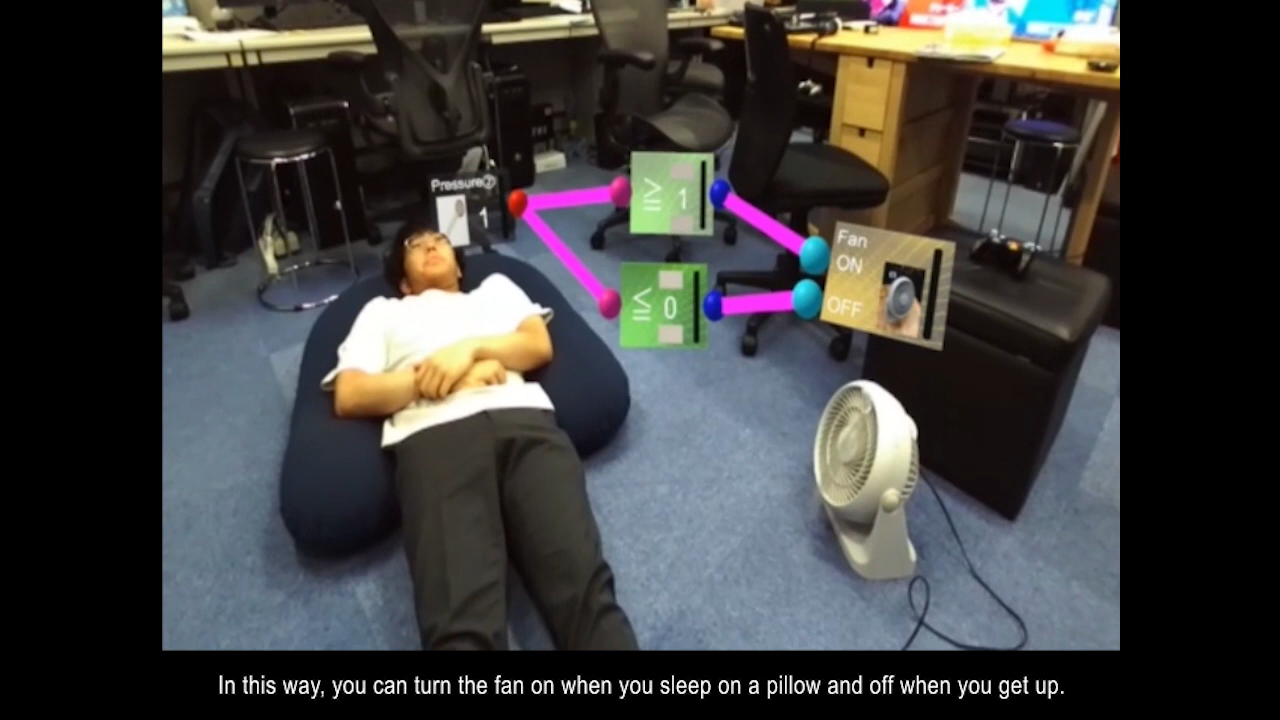 Pressure②
1
≧ 1
≦ 0
Fan
ON
OFF
In this way, you can turn the fan on when you sleep on a pillow and off when you get up.